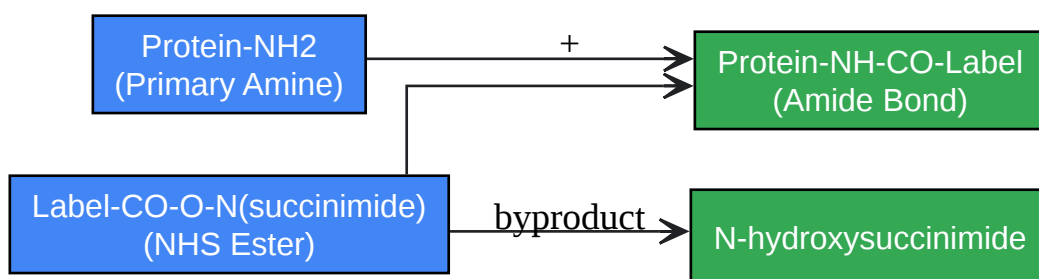 Protein-NH2
(Primary Amine)
+
Protein-NH-CO-Label
(Amide Bond)
Label-CO-O-N(succinimide)
(NHS Ester)
byproduct
N-hydroxysuccinimide